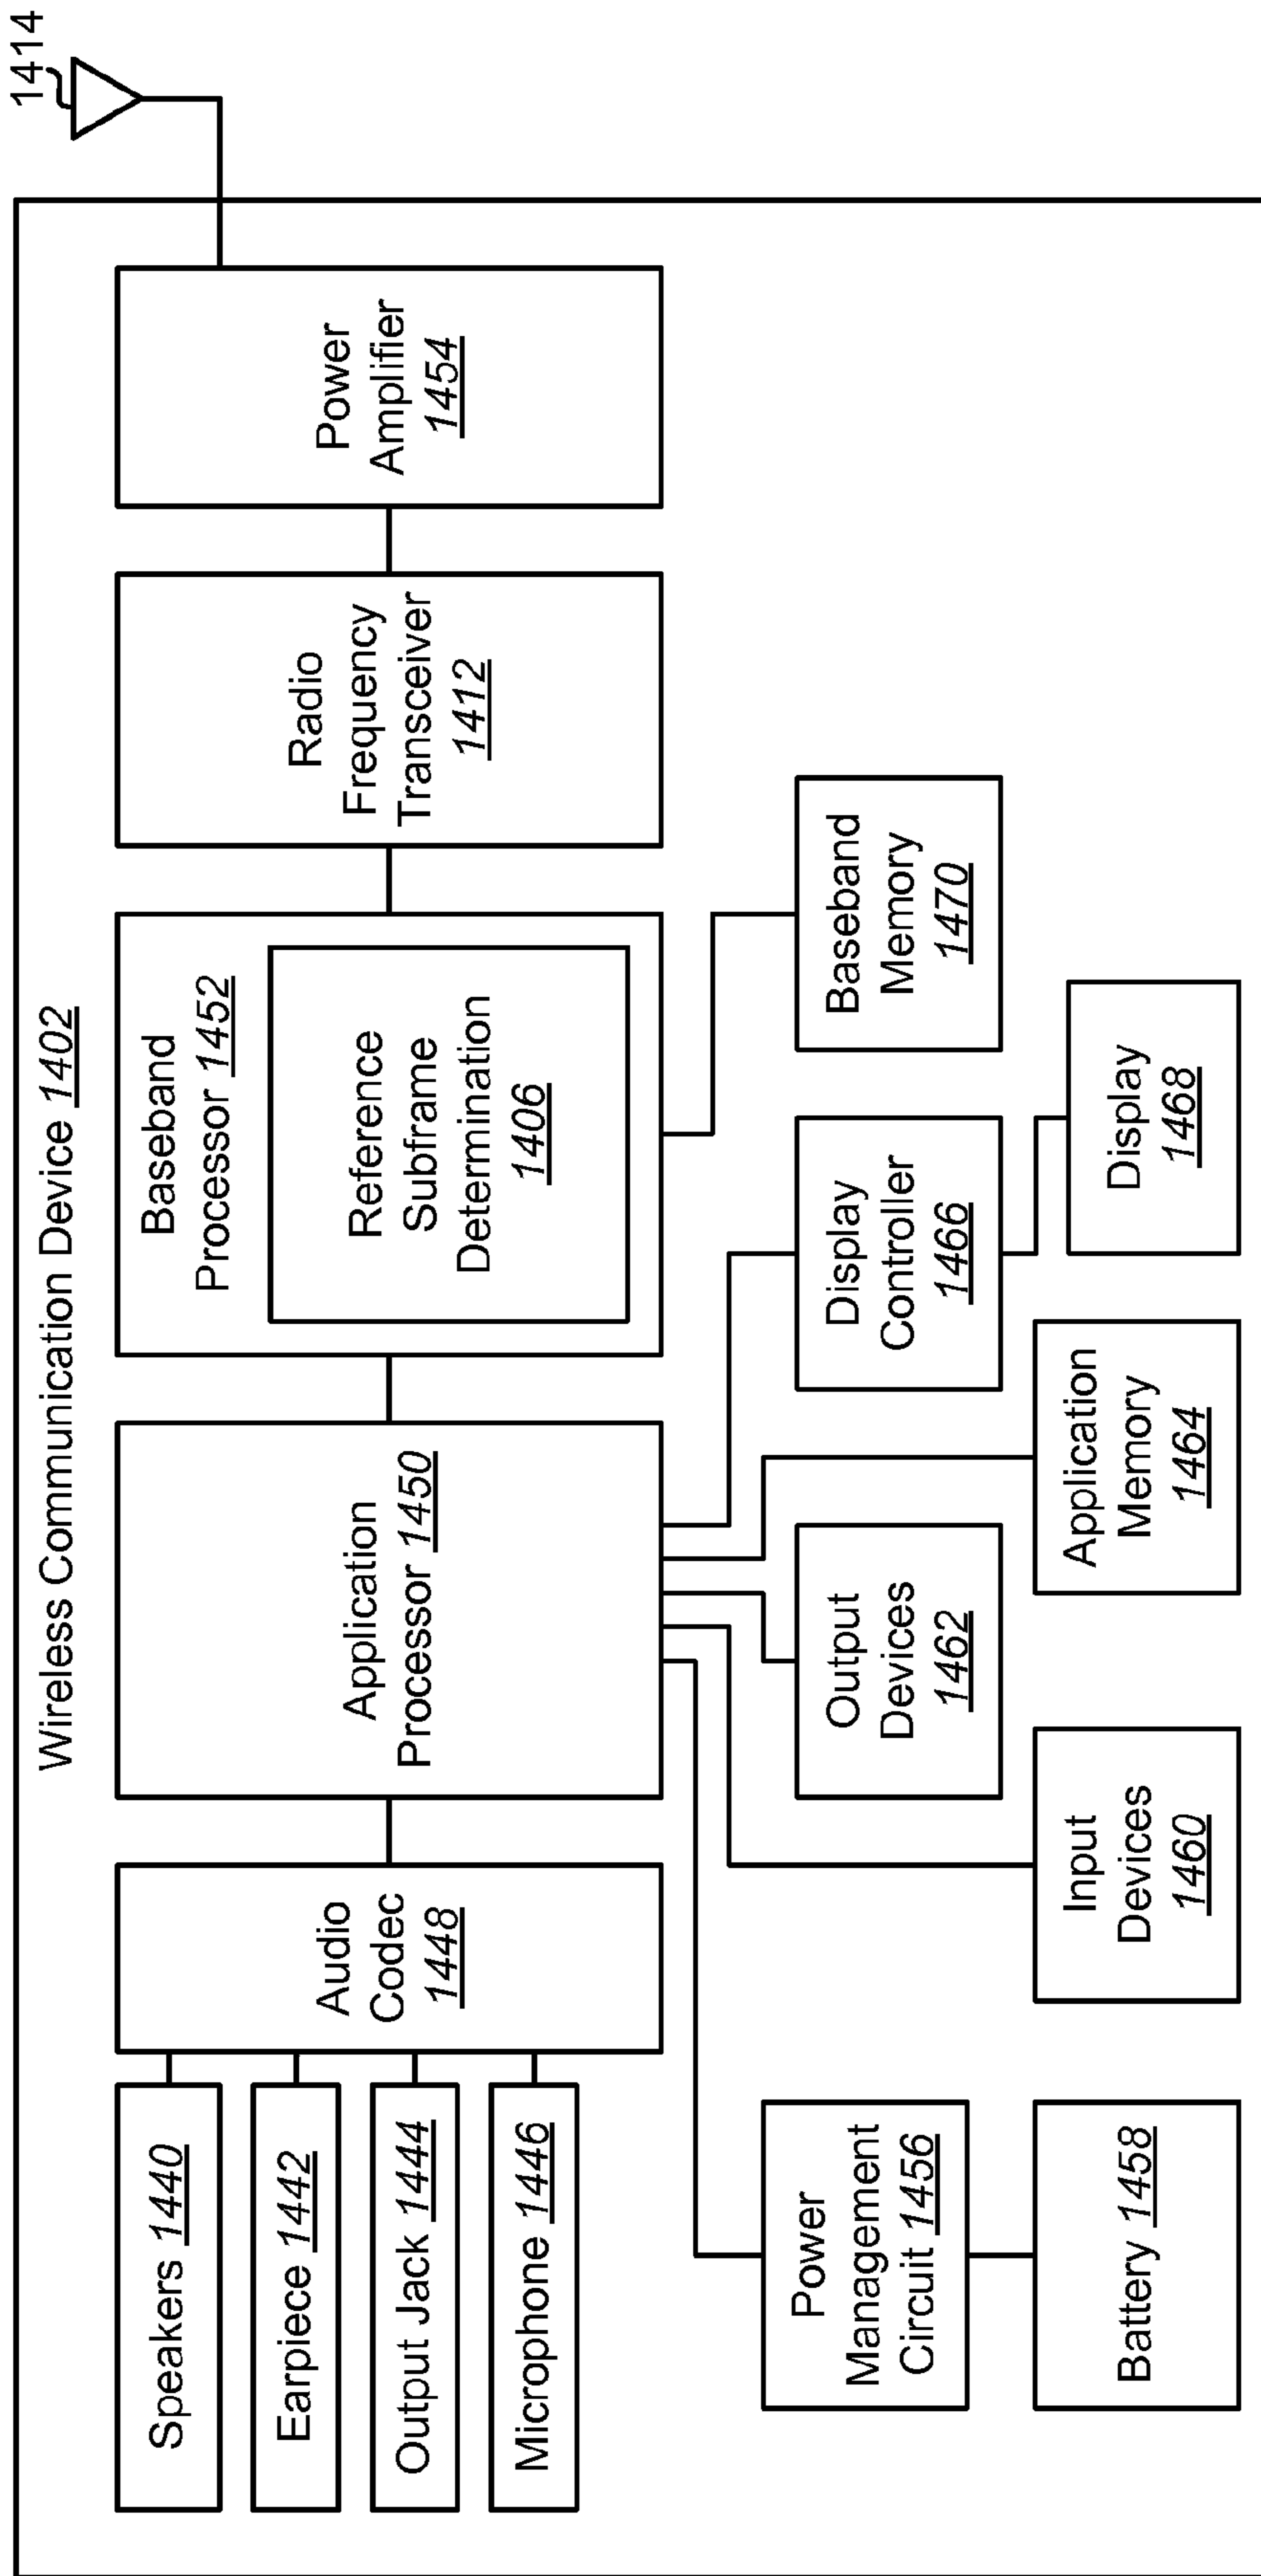 Wireless Communication Device 1402
1414
Speakers 1440
Earpiece 1442
Output Jack 1444
Microphone 1446
Audio
Codec
1448
Application
Processor 1450
Baseband
Processor 1452
Reference
Subframe
Determination
1406
Radio
Frequency
Transceiver
1412
Power
Amplifier
1454
Power
Management
Circuit 1456
Battery 1458
Input
Devices
1460
Output
Devices
1462
Application
Memory
1464
Display
Controller
1466
Display
1468
Baseband
Memory
1470